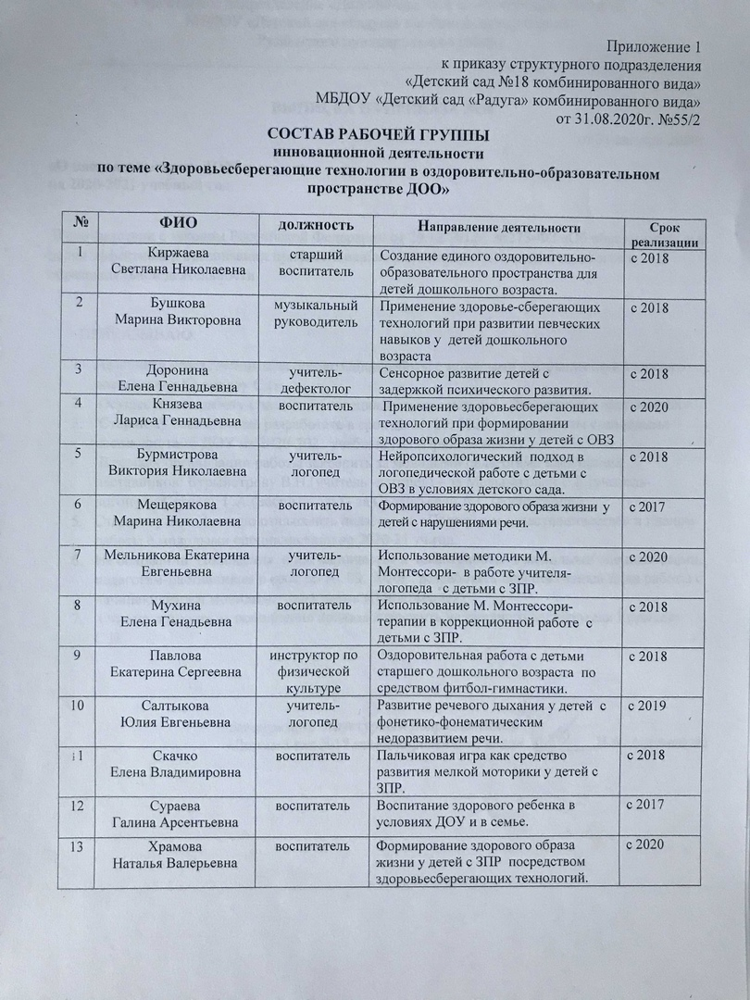 Приложение 1
к приказу структурного подразделения
«Детский сад №18 комбинированного вида»
МБДОУ «Детский сад «Радуга» комбинированного вида»
от 31.08.2020г. №55/2
СОСТАВ РАБОЧЕЙ ГРУППЫ
инновационной деятельности
по теме «Здоровьесберегающие технологии в оздоровительно-образовательном
пространстве ДОО»
№ ФИО должность Направление деятельности Срок
реализации
1 Киржаева старший Создание единого оздоровительно- с 2018
Светлана Николаевна воспитатель образовательного пространства для
детей дошкольного возраста.
2 Бушкова музыкальный Применение здоровье-сберегающих с 2018
Марина Викторовна руководитель технологий при развитии певческих
навыков у детей дошкольного
возраста
3 Доронина учитель- Сенсорное развитие детей с с 2018
Елена Геннадьевна дефектолог задержкой психического развития.
4 Князева воспитатель Применение здоровьесберегающих с 2020
Лариса Геннадьевна технологий при формировании
здорового образа жизни у детей с ОВЗ
5 Бурмистрова учитель- Нейропсихологический подход в с 2018
Виктория Николаевна логопед логопедической работе с детьми с
ОВЗ в условиях детского сада.
6 Мещерякова воспитатель Формирование здорового образа жизни у с 2017
Марина Николаевна детей с нарушениями речи.
7 Мельникова Екатерина учитель- Использование методики М. с 2020
Евгеньевна логопед Монтессори- в работе учителя-
логопеда с детьми с ЗПР.
8 Мухина воспитатель Использование М. Монтессори- с 2018
Елена Генадьевна терапии в коррекционной работе с
детьми с ЗПР.
9 Павлова инструктор по Оздоровительная работа с детьми с 2018
Екатерина Сергеевна физической старшего дошкольного возраста по
культуре средством фитбол-гимнастики.
10 Салтыкова учитель- Развитие речевого дыхания у детей с с 2019
Юлия Евгеньевна логопед фонетико-фонематическим
недоразвитием речи.
11 Скачко воспитатель Пальчиковая игра как средство с 2018
Елена Владимировна развития мелкой моторики у детей с
ЗПР.
12 Сураева воспитатель Воспитание здорового ребенка в с 2017
Галина Арсентьевна условиях ДОУ и в семье.
13 Храмова воспитатель Формирование здорового образа с 2020
Наталья Валерьевна жизни у детей с ЗПР посредством
здоровьесберегающих технологий.